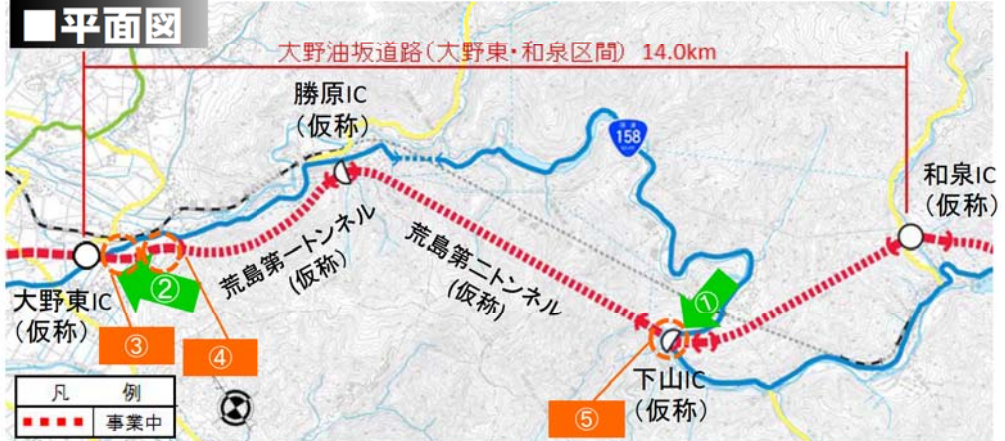 ■平面図
大野油坂道路(大野東・和泉区間) 14.0km
勝原IC
(仮称)
158
和泉IC
(仮称)
荒島第一トンネル
(仮称)
荒島第二トンネル
(仮称)
①
②
大野東IC
(仮称)
③
④
下山IC
(仮称)
⑤
凡 例
事業中